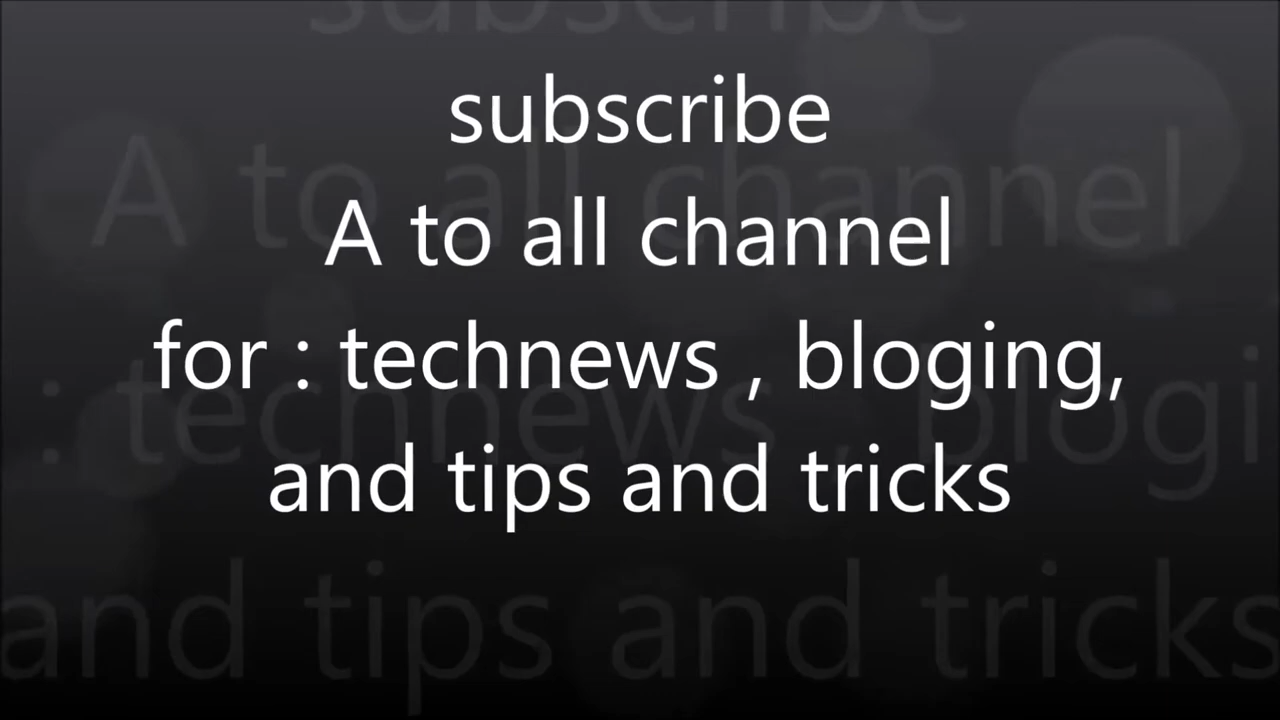 subscribe
A to all channel
for : technews , bloging,
and tips and tricks